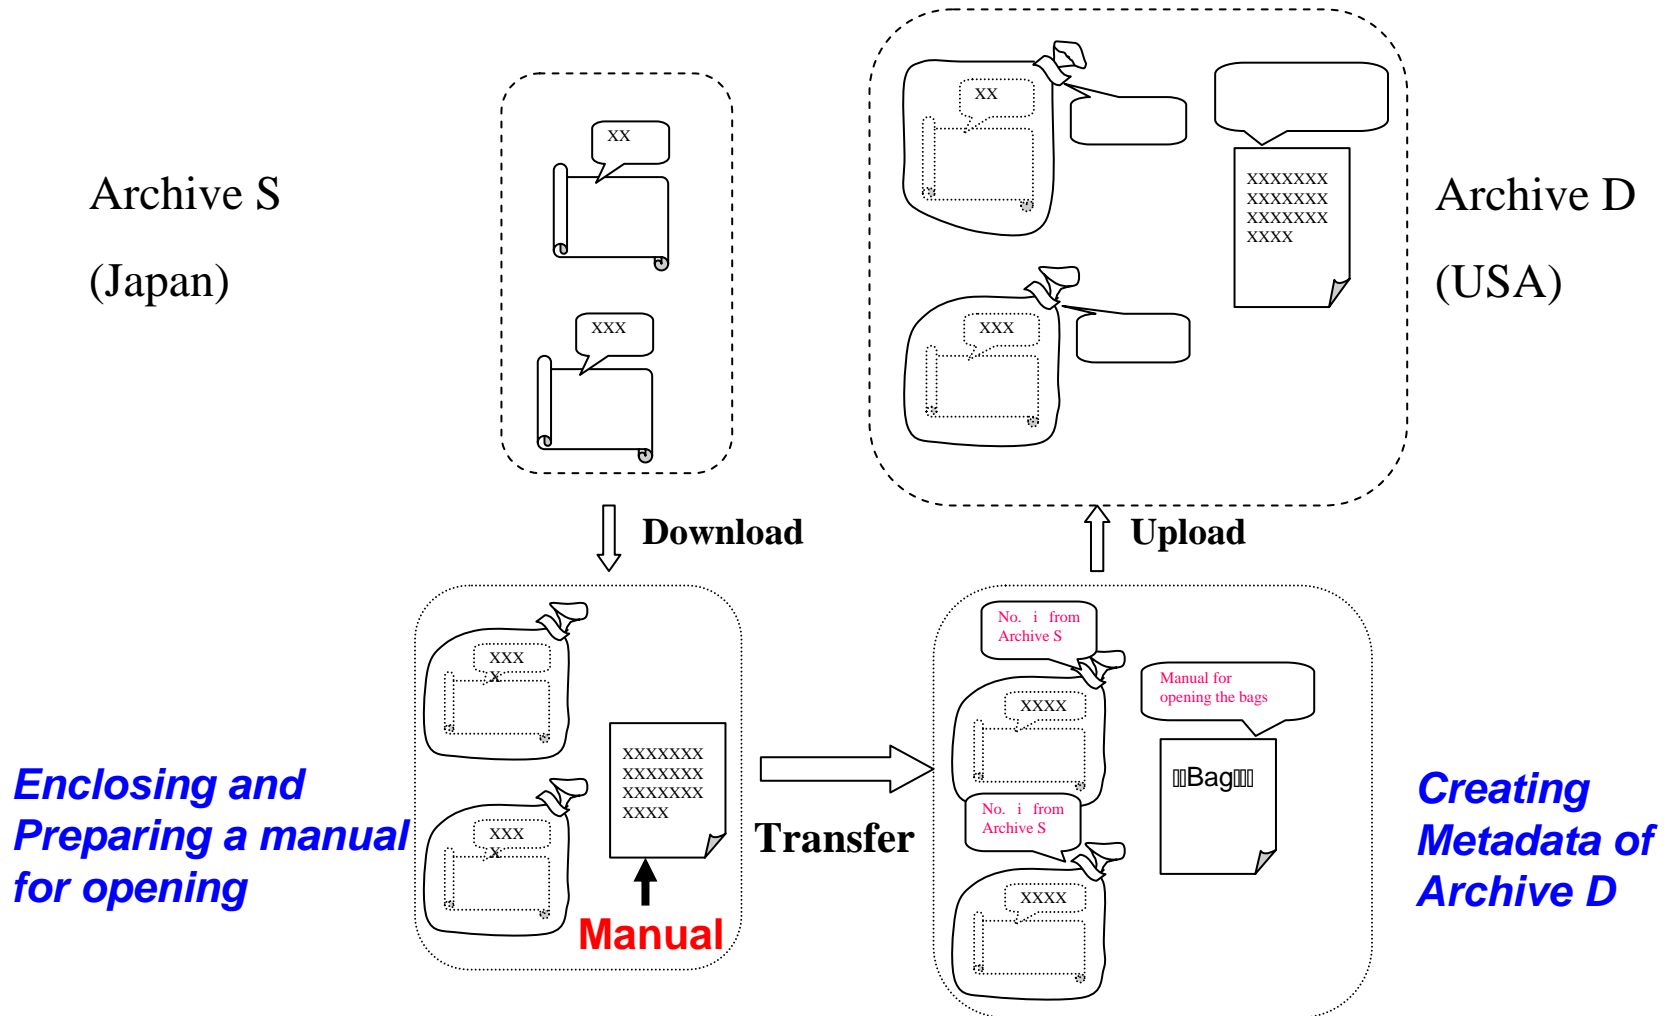 Archive S
(Japan)
XX
XXX
XX
XXX
XXXXXXX
XXXXXXX
XXXXXXX
XXXX
Archive D
(USA)
Download
Upload
Enclosing and
Preparing a manual
for opening
XXX
X
XXX
X
XXXXXXX
XXXXXXX
XXXXXXX
XXXX
Manual
Transfer
No. i from
Archive S
XXXX
No. i from
Archive S
XXXX
Manual for
opening the bags
Bag
Creating
Metadata of
Archive D